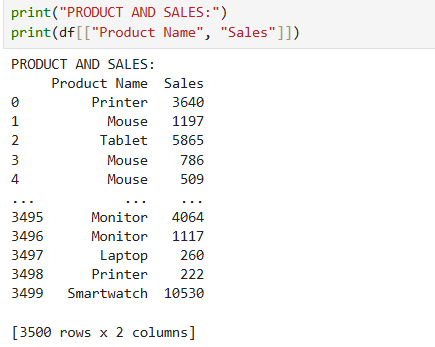 print("PRODUCT AND SALES:")
print(df[["Product Name", "Sales"]])
PRODUCT AND SALES:
     Product Name  Sales
0         Printer   3640
1           Mouse   1197
2          Tablet   5865
3           Mouse    786
4           Mouse    509
...           ...    ...
3495      Monitor   4064
3496      Monitor   1117
3497       Laptop    260
3498      Printer    222
3499   Smartwatch  10530
[3500 rows x 2 columns]